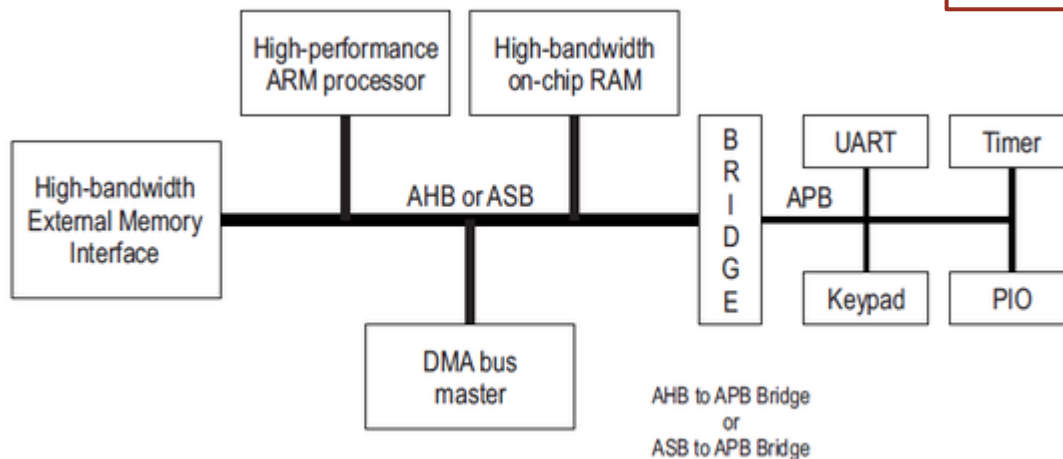 High-performance
ARM processor
High-bandwidth
on-chip RAM
High-bandwidth
External Memory
Interface
AHB or ASB
B
R
I
D
G
E
APB
UART
Timer
Keypad
PIO
DMA bus
master
AHB to APB Bridge
or
ASB to APB Bridge